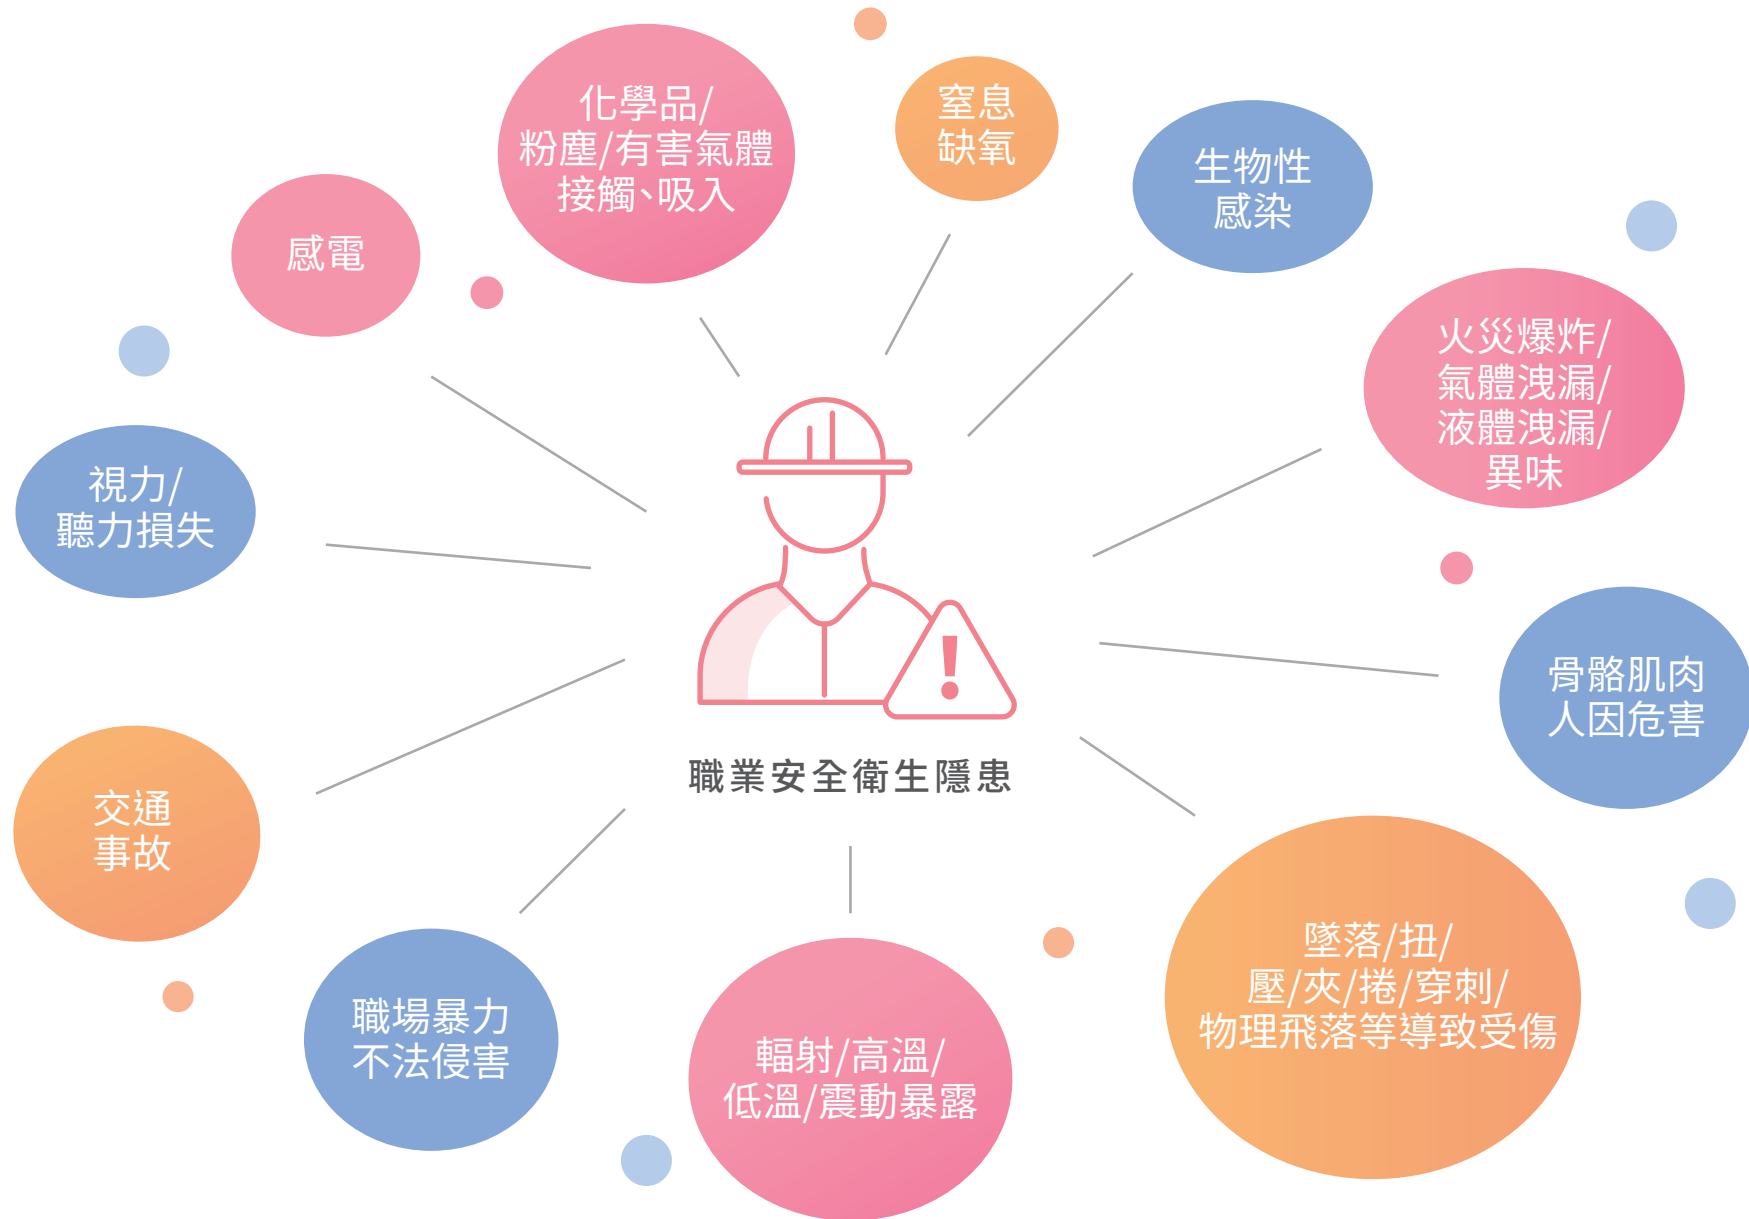 化學品/
粉塵/有害氣體
接觸、吸入
窒息
缺氧
生物性
感染
感電
火災爆炸/
氣體洩漏/
液體洩漏/
異味
視力/
聽力損失
骨骼肌肉
人因危害
職業安全衛生隱患
交通
事故
墜落/扭/
壓/夾/捲/穿刺/
物理飛落等導致受傷
職場暴力
不法侵害
輻射/高溫/
低溫/震動暴露